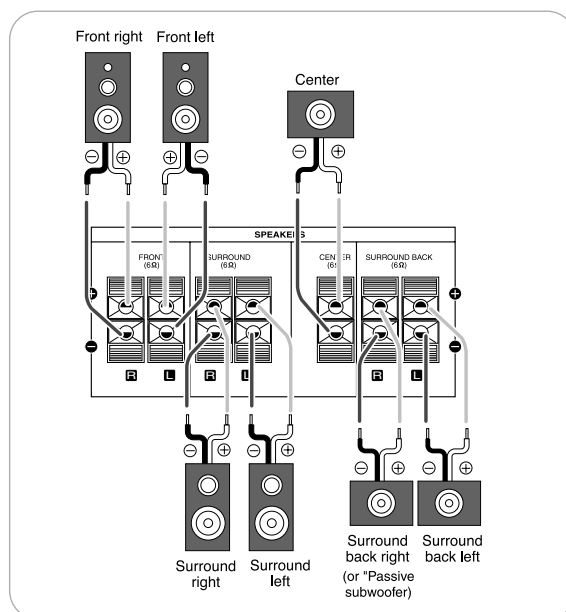 Front right
Front left
Center
⊖ ⊕
⊕ ⊖
⊖ ⊕
SPEAKERS
FRONT
(6Ω)
SURROUND
(6Ω)
CENTER
(6Ω)
SURROUND BACK
(6Ω)
+ +
- -
R L R L R L
⊖ ⊕
⊖ ⊕
⊖ ⊕
⊖ ⊕
Surround
right
Surround
left
Surround
back right
(or "Passive
subwoofer)
Surround
back left